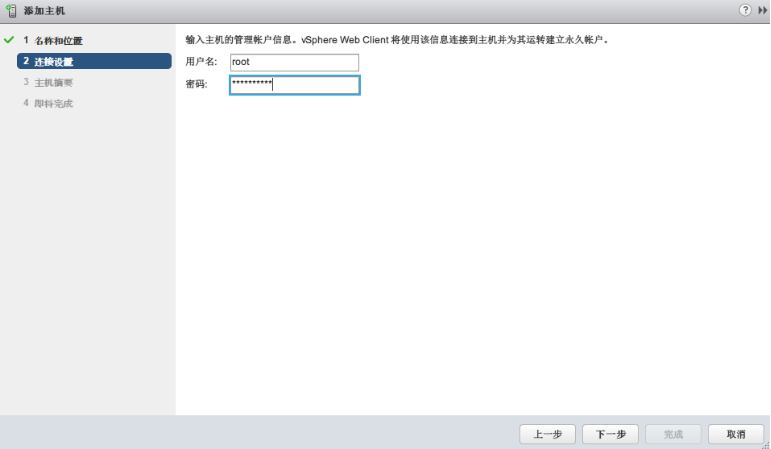 添加主机
1 名称和位置
2 连接设置
3 主机摘要
4 即将完成
输入主机的管理帐户信息。vSphere Web Client 将使用该信息连接到主机并为其运转建立永久帐户。
用户名: root
密码: **********
上一步 下一步 完成 取消